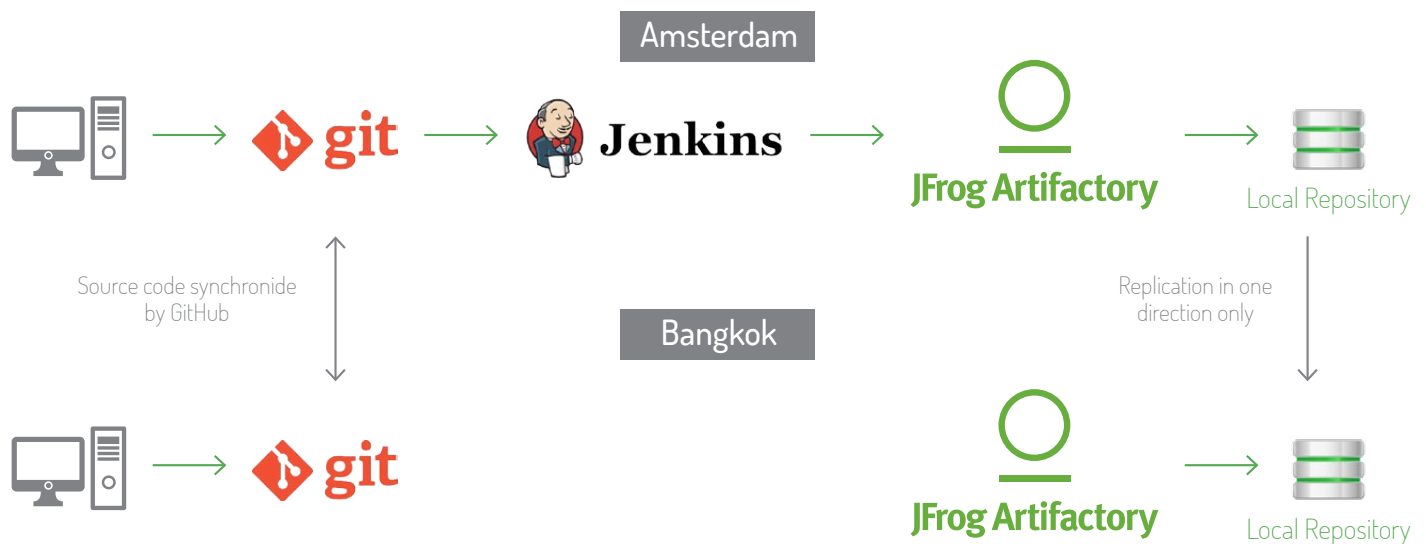 Amsterdam
git
Jenkins
JFrog Artifactory
Local Repository
Source code synchronide
by GitHub
Replication in one
direction only
Bangkok
git
JFrog Artifactory
Local Repository